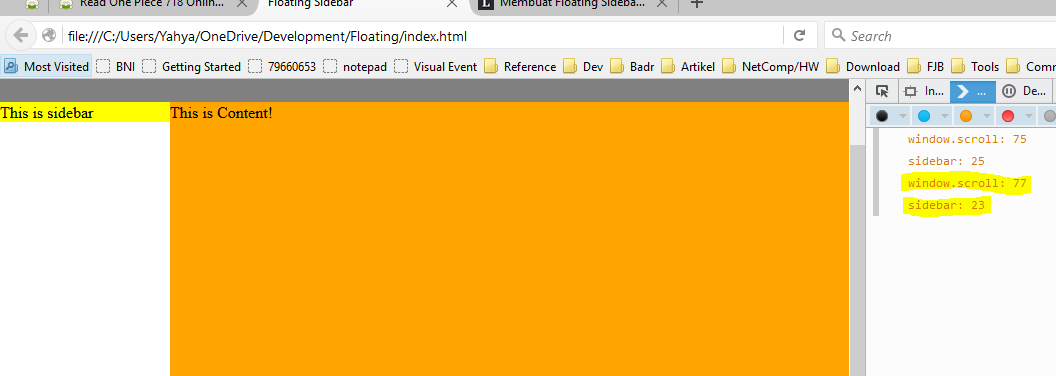 Read One Piece 718 Onlin... Floating Sidebar Membuat Floating Sideba...
file:///C:/Users/Yahya/OneDrive/Development/Floating/index.html Search
Most Visited BNI Getting Started 79660653 notepad Visual Event Reference Dev Badr Artikel NetComp/HW Download FJB Tools Comm
In... ... De...
This is sidebar This is Content!
window.scroll: 75
sidebar: 25
window.scroll: 77
sidebar: 23